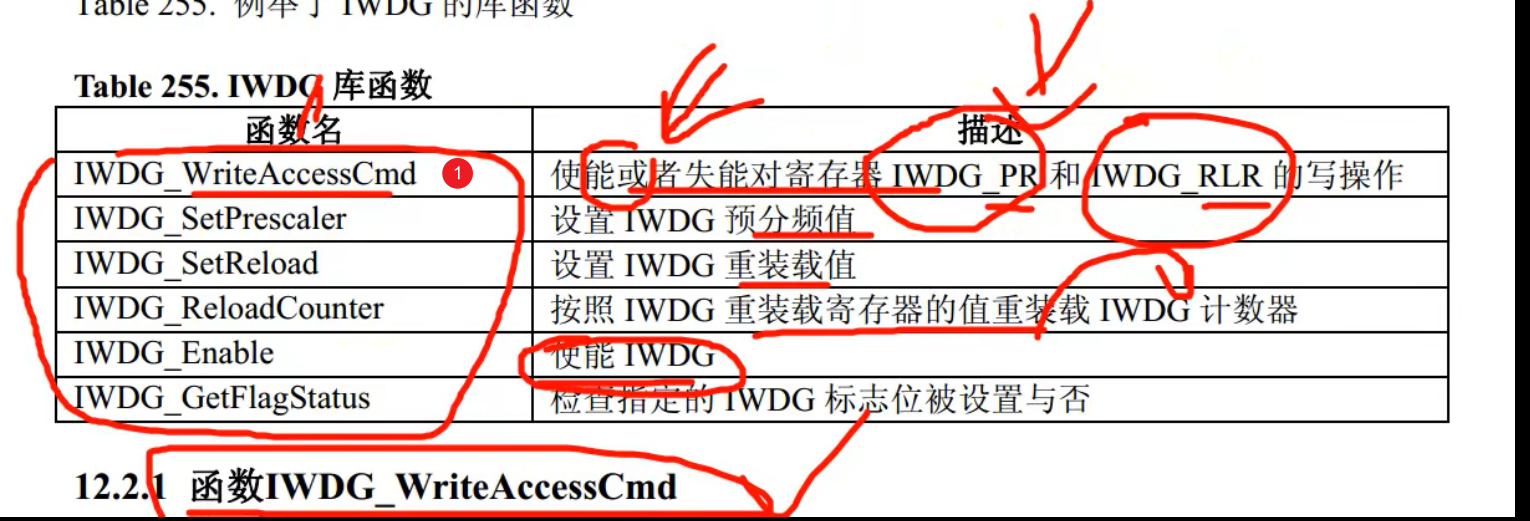 Table 255. 例举了 IWDG 的库函数
Table 255. IWDG 库函数
函数名 描述
IWDG_WriteAccessCmd 1 使能或者失能对寄存器 IWDG_PR 和 IWDG_RLR 的写操作
IWDG_SetPrescaler 设置 IWDG 预分频值
IWDG_SetReload 设置 IWDG 重装载值
IWDG_ReloadCounter 按照 IWDG 重装载寄存器的值重装载 IWDG 计数器
IWDG_Enable 使能 IWDG
IWDG_GetFlagStatus 检查指定的 IWDG 标志位被设置与否
12.2.1 函数IWDG_WriteAccessCmd